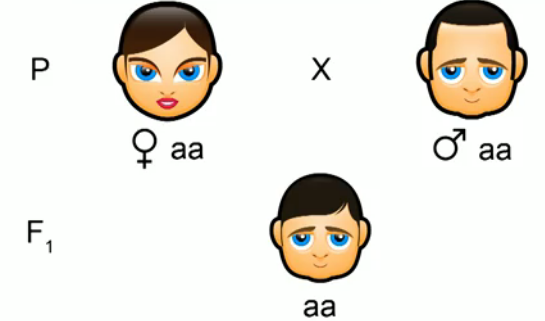 P X
♀ aa ♂ aa
F₁
aa